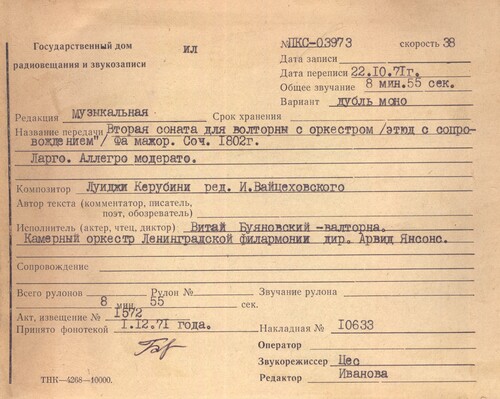 Государственный дом
радиовещания и звукозаписи
ИЛ
№ ПКС-03973 скорость 38
Дата записи
Дата переписи 22.10.71г.
Общее звучание 8 мин.55 сек.
Вариант дубль моно
Редакция музыкальная Срок хранения
Название передачи Вторая соната для волторны с оркестром /этюд с сопро-
вождением"/ Фа мажор. Соч. 1802г.
Ларго. Аллегро модерато.
Композитор Луиджи Керубини ред. И.Вайцеховского
Автор текста (комментатор, писатель,
поэт, обозреватель)
Исполнитель (актер, чтец, диктор) Витай Буяновский -валторна.
Камерный оркестр Ленинградской филармонии дир. Арвид Янсонс.
Сопровождение
Всего рулонов Рулон № Звучание рулона
8 мин. 55 сек.
Акт, извещение № 1572
Принято фонотекой 1.12.71 года. Накладная № 10633
Оператор
Звукорежиссер Цес
Редактор Иванова
ТНК—4268-10000.